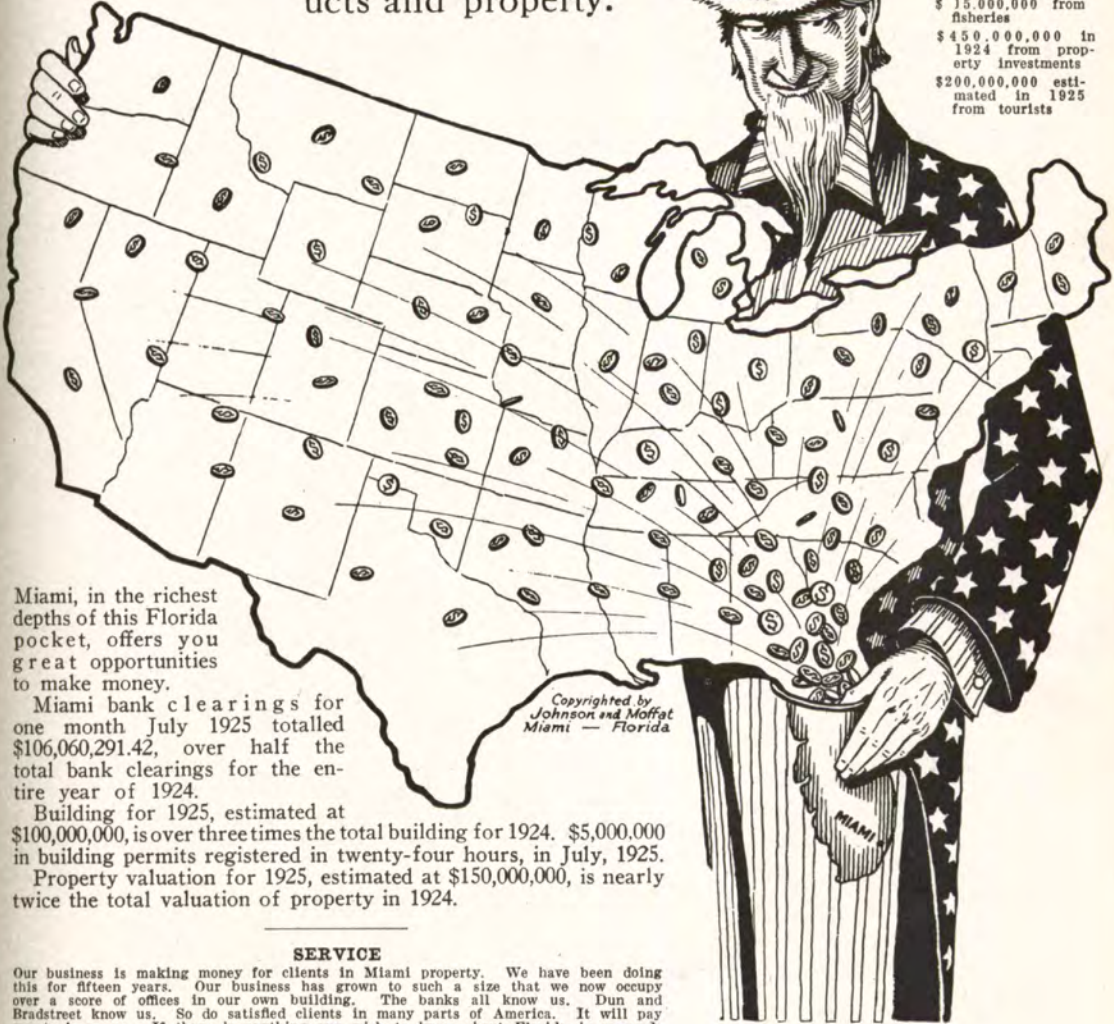 ucts and property.
$ 15.000,000 from
fisheries
$450.000,000 in
1924 from prop-
erty investments
$200,000,000 esti-
mated in 1925
from tourists
Miami, in the richest
depths of this Florida
pocket, offers you
great opportunities
to make money.
Miami bank clearings for
one month July 1925 totalled
$106,060,291.42, over half the
total bank clearings for the en-
tire year of 1924.
Building for 1925, estimated at
$100,000,000, is over three times the total building for 1924. $5,000,000
in building permits registered in twenty-four hours, in July, 1925.
Property valuation for 1925, estimated at $150,000,000, is nearly
twice the total valuation of property in 1924.
Copyrighted by
Johnson and Moffat
Miami — Florida
MIAMI
SERVICE
Our business is making money for clients in Miami property. We have been doing
this for fifteen years. Our business has grown to such a size that we now occupy
over a score of offices in our own building. The banks all know us. Dun and
Bradstreet know us. So do satisfied clients in many parts of America. It will pay